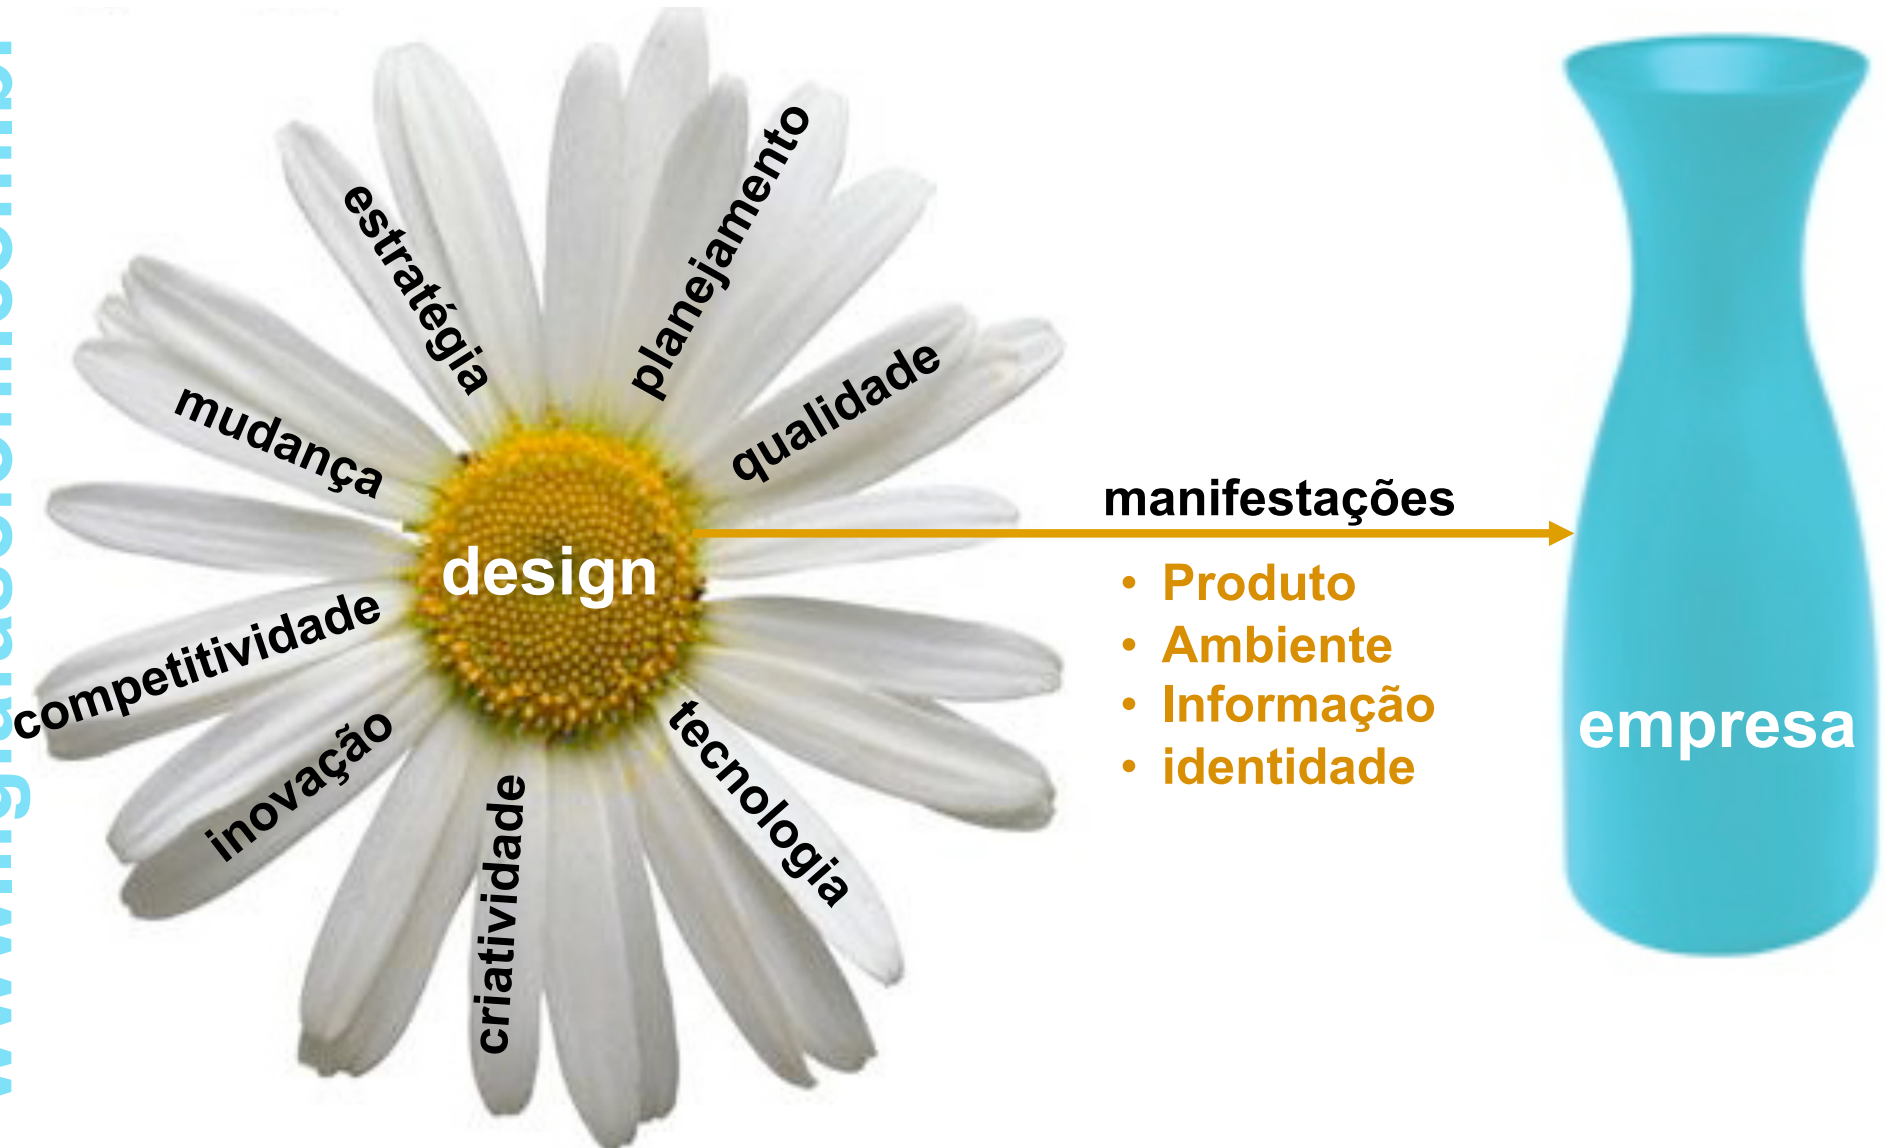 estratégia
planejamento
mudança
qualidade
design
manifestações
• Produto
• Ambiente
• Informação
• identidade
empresa
competitividade
inovação
criatividade
tecnologia